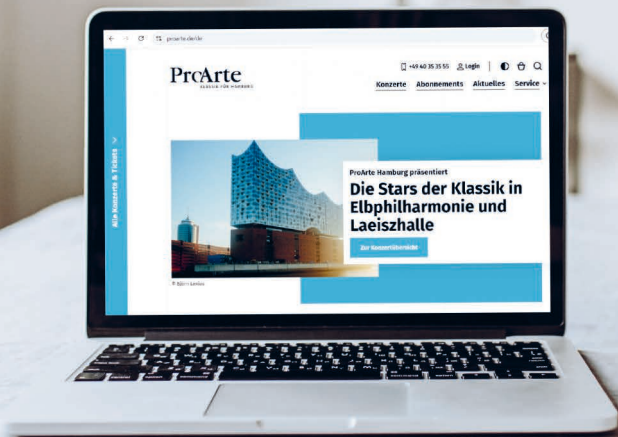 proarte.de/de
ProArte
KLASSIK FÜR HAMBURG
+49 40 35 35 55 Login
Konzerte Abonnements Aktuelles Service
Alle Konzerte & Tickets
ProArte Hamburg präsentiert
Die Stars der Klassik in
Elbphilharmonie und
Laeiszhalle
Zur Konzertübersicht